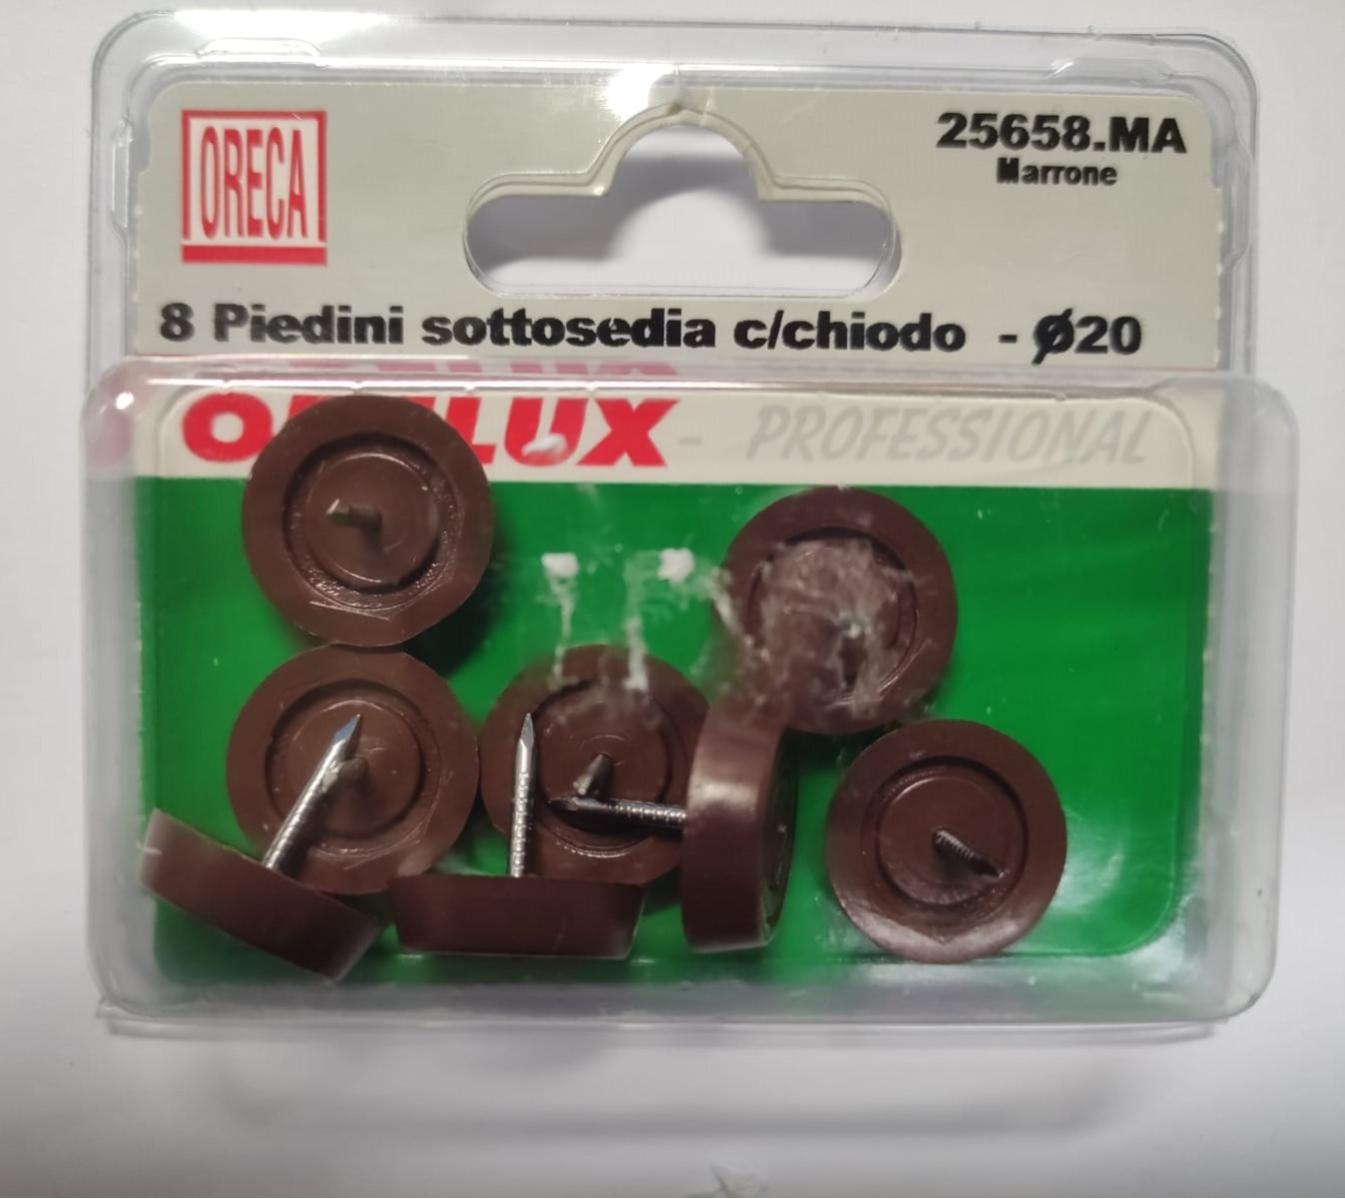 ORECA
25658.MA
Marrone
8 Piedini sottosedia c/chiodo - Ø20
- PROFESSIONAL